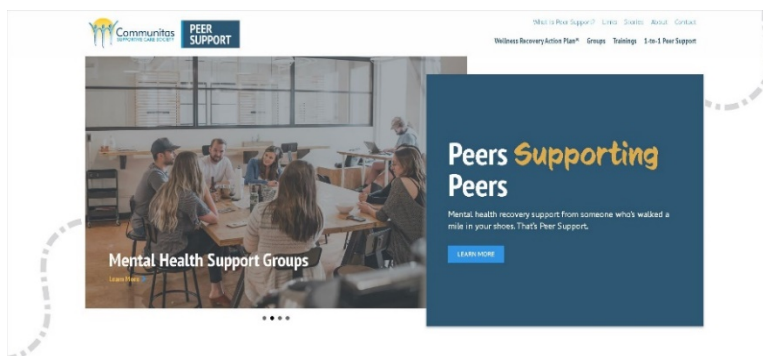 Communitas
SUPPORTIVE CARE SOCIETY
PEER
SUPPORT
What Is Peer Support? Links Stories About Contact
Wellness Recovery Action Plan® Groups Trainings 1-to-1 Peer Support
Mental Health Support Groups
Learn More
Peers Supporting
Peers
Mental health recovery support from someone who's walked a
mile in your shoes. That's Peer Support.
LEARN MORE